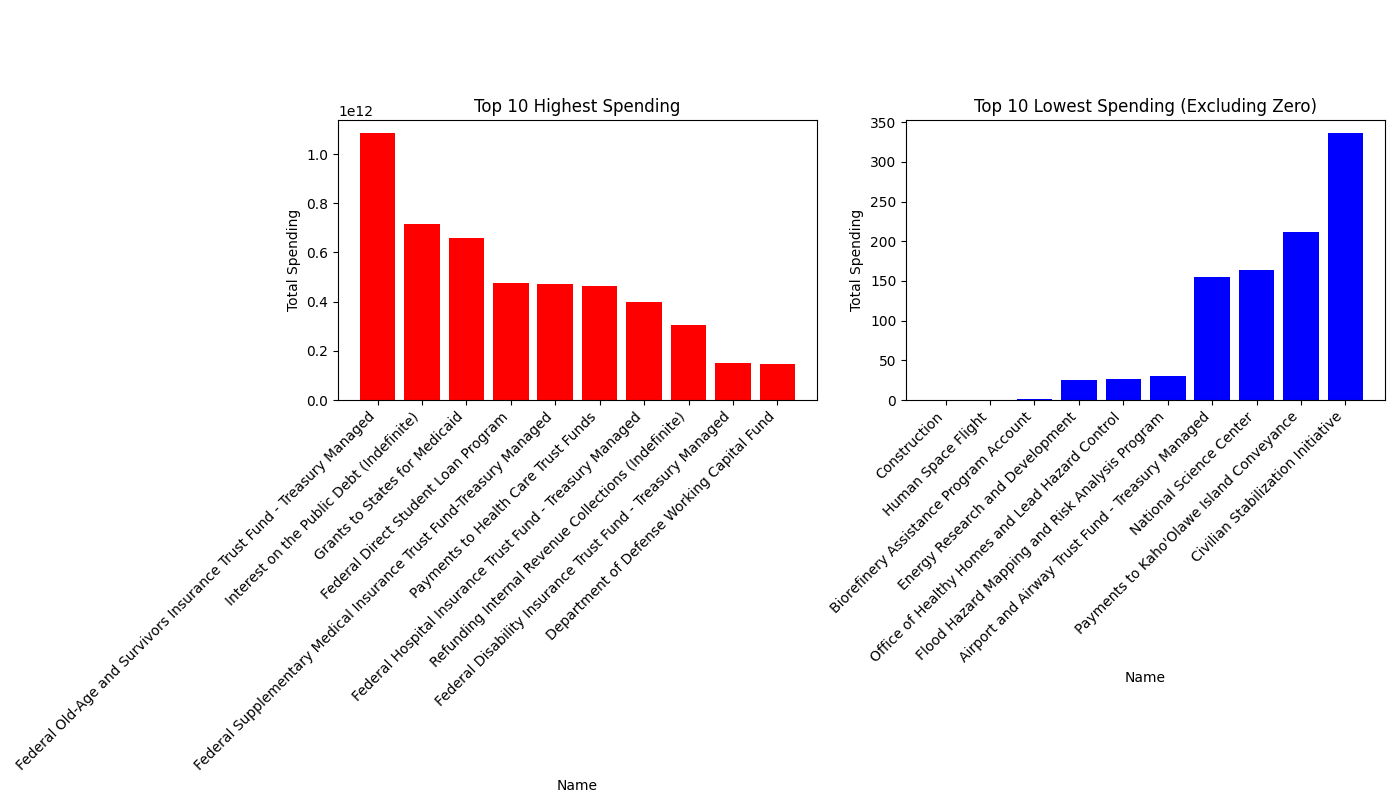 Top 10 Highest Spending
1e12
Total Spending
1.0
0.8
0.6
0.4
0.2
0.0
Federal Old-Age and Survivors Insurance Trust Fund - Treasury Managed
Interest on the Public Debt (Indefinite)
Grants to States for Medicaid
Federal Direct Student Loan Program
Federal Supplementary Medical Insurance Trust Fund-Treasury Managed
Payments to Health Care Trust Funds
Federal Hospital Insurance Trust Fund - Treasury Managed
Refunding Internal Revenue Collections (Indefinite)
Federal Disability Insurance Trust Fund - Treasury Managed
Department of Defense Working Capital Fund
Name
Top 10 Lowest Spending (Excluding Zero)
Total Spending
350
300
250
200
150
100
50
0
Construction
Human Space Flight
Biorefinery Assistance Program Account
Energy Research and Development
Office of Healthy Homes and Lead Hazard Control
Flood Hazard Mapping and Risk Analysis Program
Airport and Airway Trust Fund - Treasury Managed
National Science Center
Payments to Kaho'Olawe Island Conveyance
Civilian Stabilization Initiative
Name